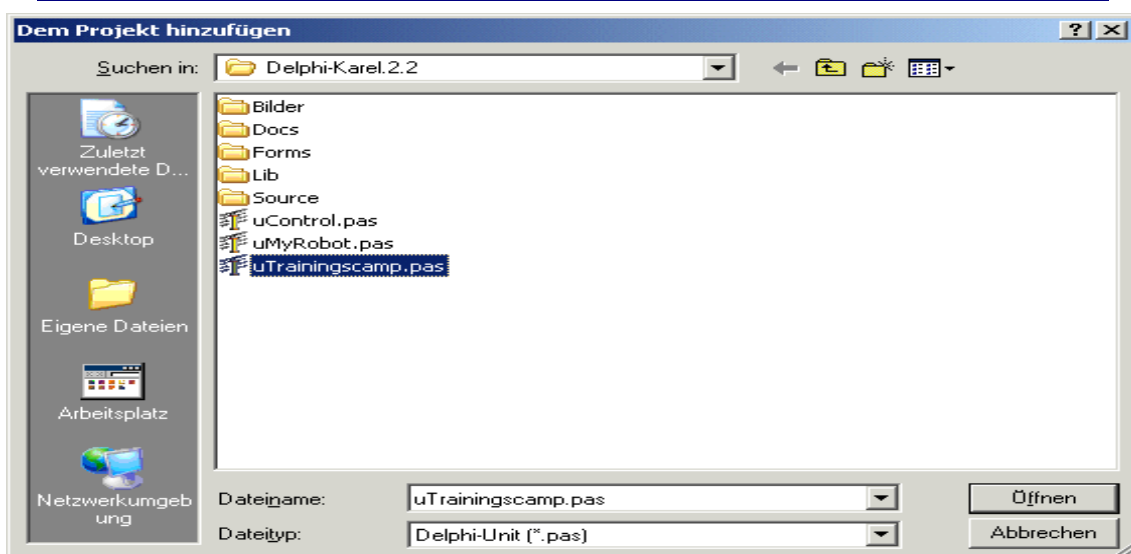 Dem Projekt hinzufügen
Suchen in: Delphi-Karel.2.2
Bilder
Docs
Forms
Lib
Source
uControl.pas
uMyRobot.pas
uTrainingscamp.pas
Zuletzt
verwendete D...
Desktop
Eigene Dateien
Arbeitsplatz
Netzwerkumgeb
ung
Dateiname: uTrainingscamp.pas Öffnen
Dateityp: Delphi-Unit (*.pas) Abbrechen